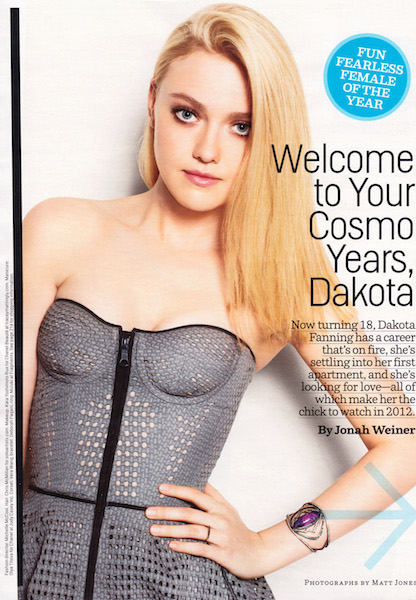 FUN
FEARLESS
FEMALE
OF THE
YEAR
Welcome
to Your
Cosmo
Years,
Dakota
Now turning 18, Dakota
Fanning has a career
that's on fire, she's
settling into her first
apartment, and she's
looking for love—all of
which make her the
chick to watch in 2012.
By Jonah Weiner
PHOTOGRAPHS BY MATT JONES